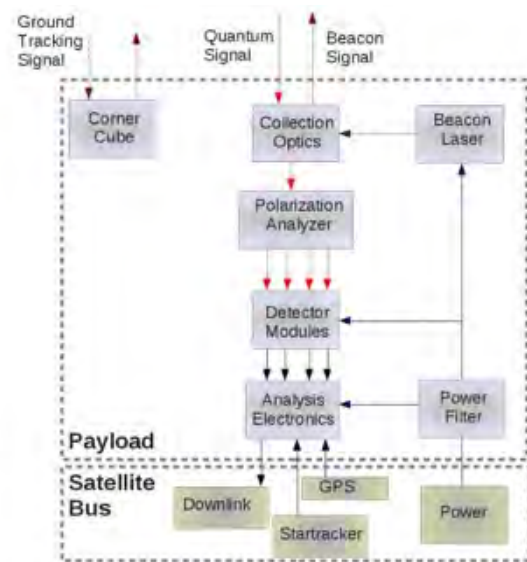 Ground
Tracking
Signal
Quantum
Signal
Beacon
Signal
Corner
Cube
Collection
Optics
Beacon
Laser
Polarization
Analyzer
Detector
Modules
Analysis
Electronics
Power
Filter
Payload
Satellite
Bus
Downlink
GPS
Startracker
Power